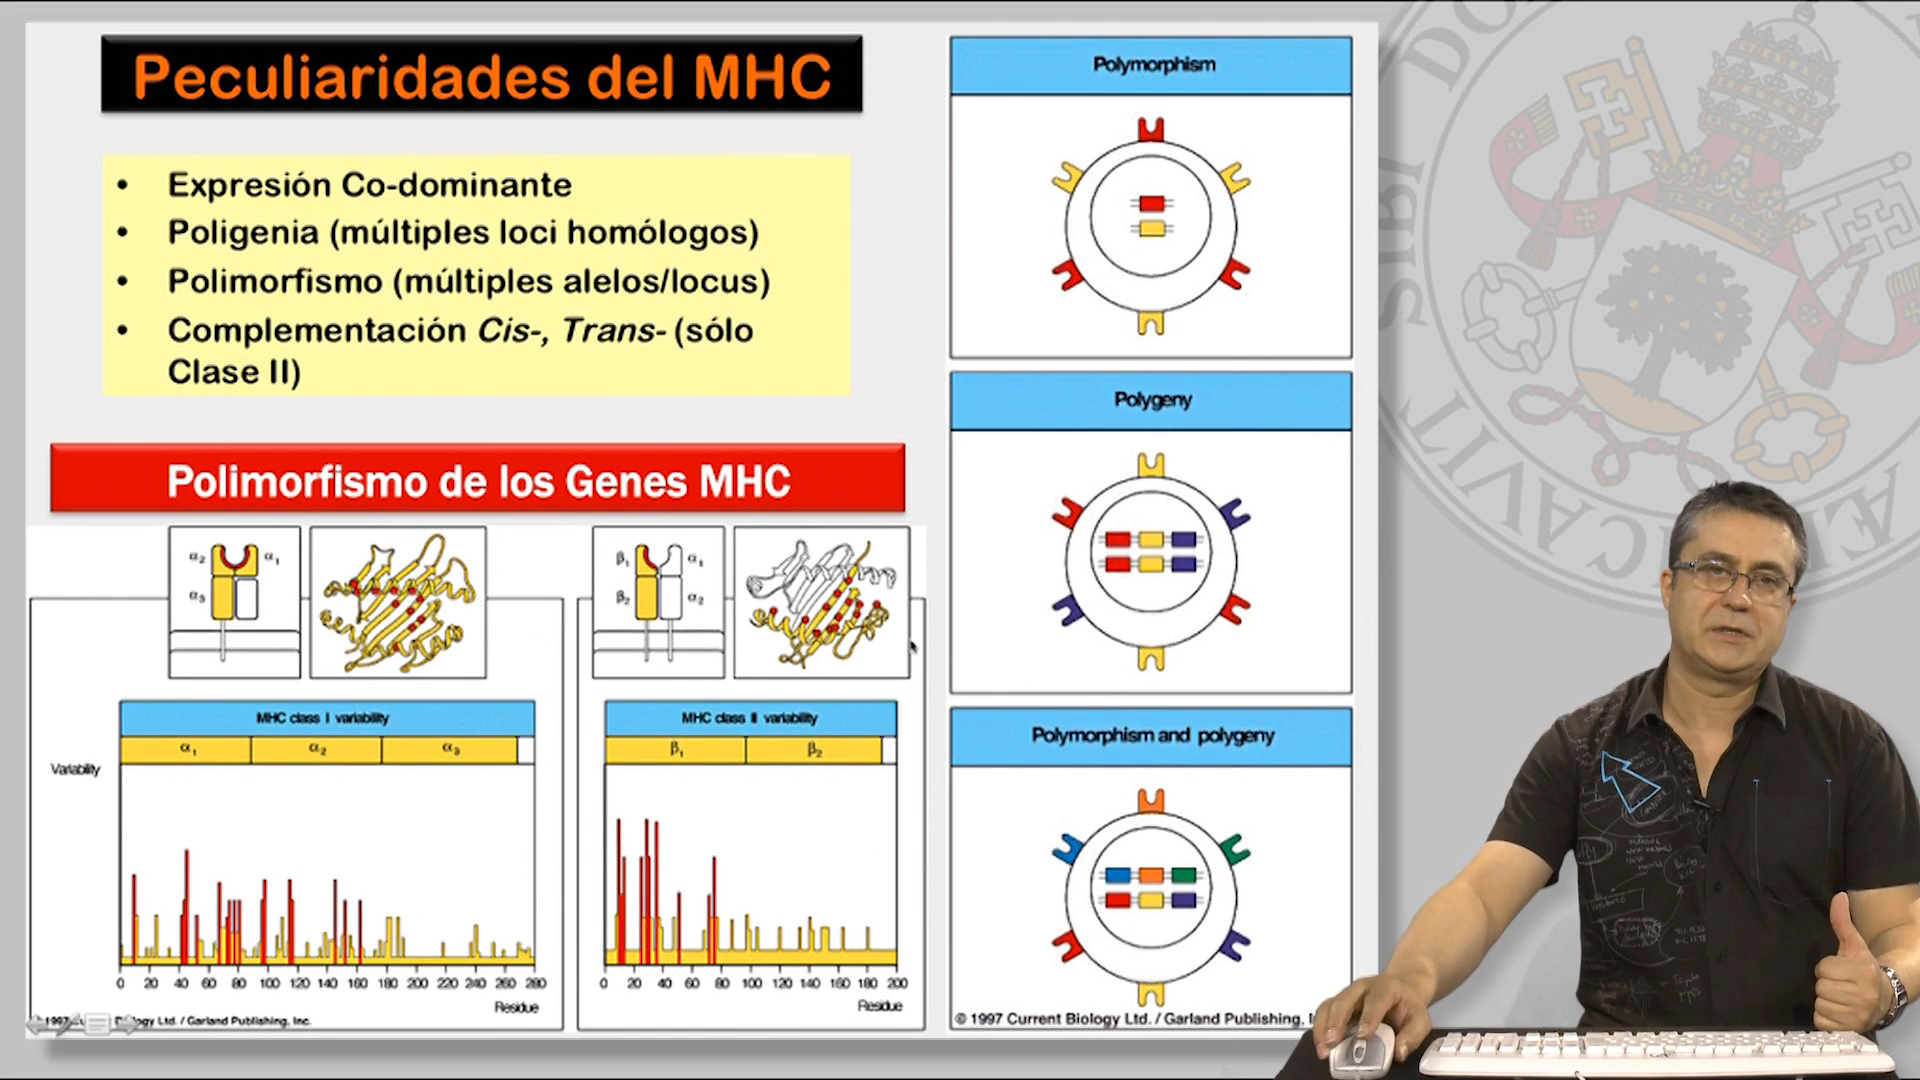 Peculiaridades del MHC
• Expresión Co-dominante
• Poligenia (múltiples loci homólogos)
• Polimorfismo (múltiples alelos/locus)
• Complementación Cis-, Trans- (sólo
Clase II)
Polimorfismo de los Genes MHC
α2 α1
α3
β1 α1
β2 α2
MHC class I variability
α1 α2 α3
Variability
0 20 40 60 80 100 120 140 160 180 200 220 240 260 280
Residue
MHC class II variability
β1 β2
0 20 40 60 80 100 120 140 160 180 200
Residue
© 1997 Ltd. / Garland Publishing, Inc.
Polymorphism
Polygeny
Polymorphism and polygeny
© 1997 Current Biology Ltd. / Garland Publishing,